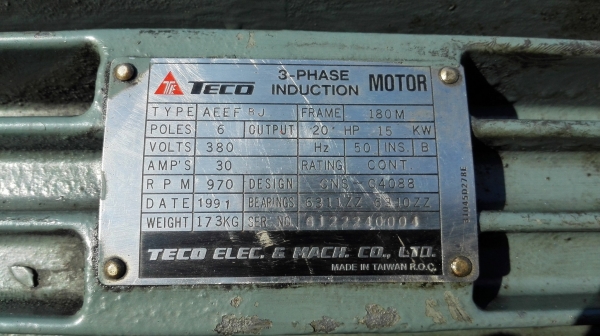 TECO 3-PHASE INDUCTION MOTOR
TYPE AEEF FRAME 180M
POLES 6 OUTPUT 20 HP 15 KW
VOLTS 380 Hz 50 INS. B
AMP'S 30 RATING CONT
RPM 970 DESIGN CNS C4088
DATE 1991 BEARINGS 6311ZZ 6310ZZ
WEIGHT 173KG SER. NO.
TECO ELEC. & MACH. CO., LTD.
MADE IN TAIWAN R.O.C.